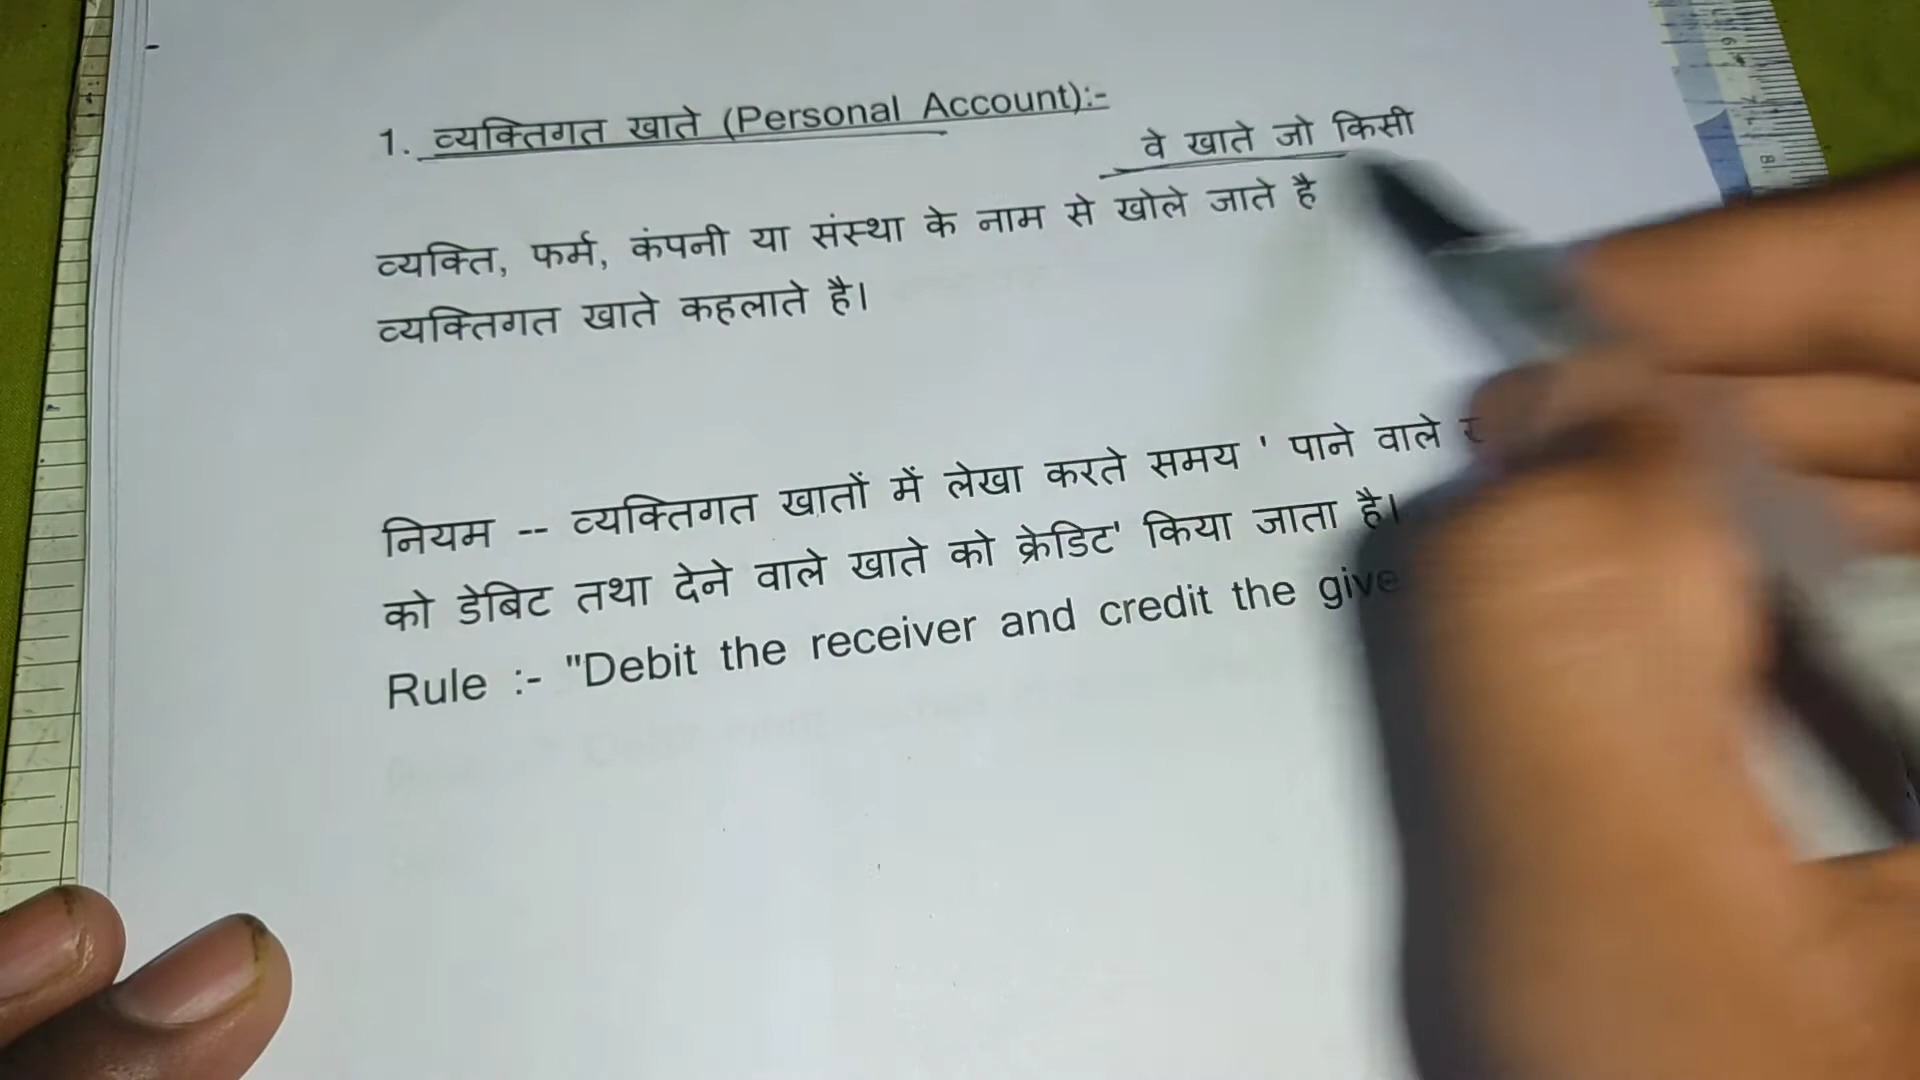 1. व्यक्तिगत खाते (Personal Account):-
वे खाते जो किसी
व्यक्ति, फर्म, कंपनी या संस्था के नाम से खोले जाते है
व्यक्तिगत खाते कहलाते है।
नियम -- व्यक्तिगत खातों में लेखा करते समय ' पाने वाले
को डेबिट तथा देने वाले खाते को क्रेडिट' किया जाता है।
Rule :- "Debit the receiver and credit the